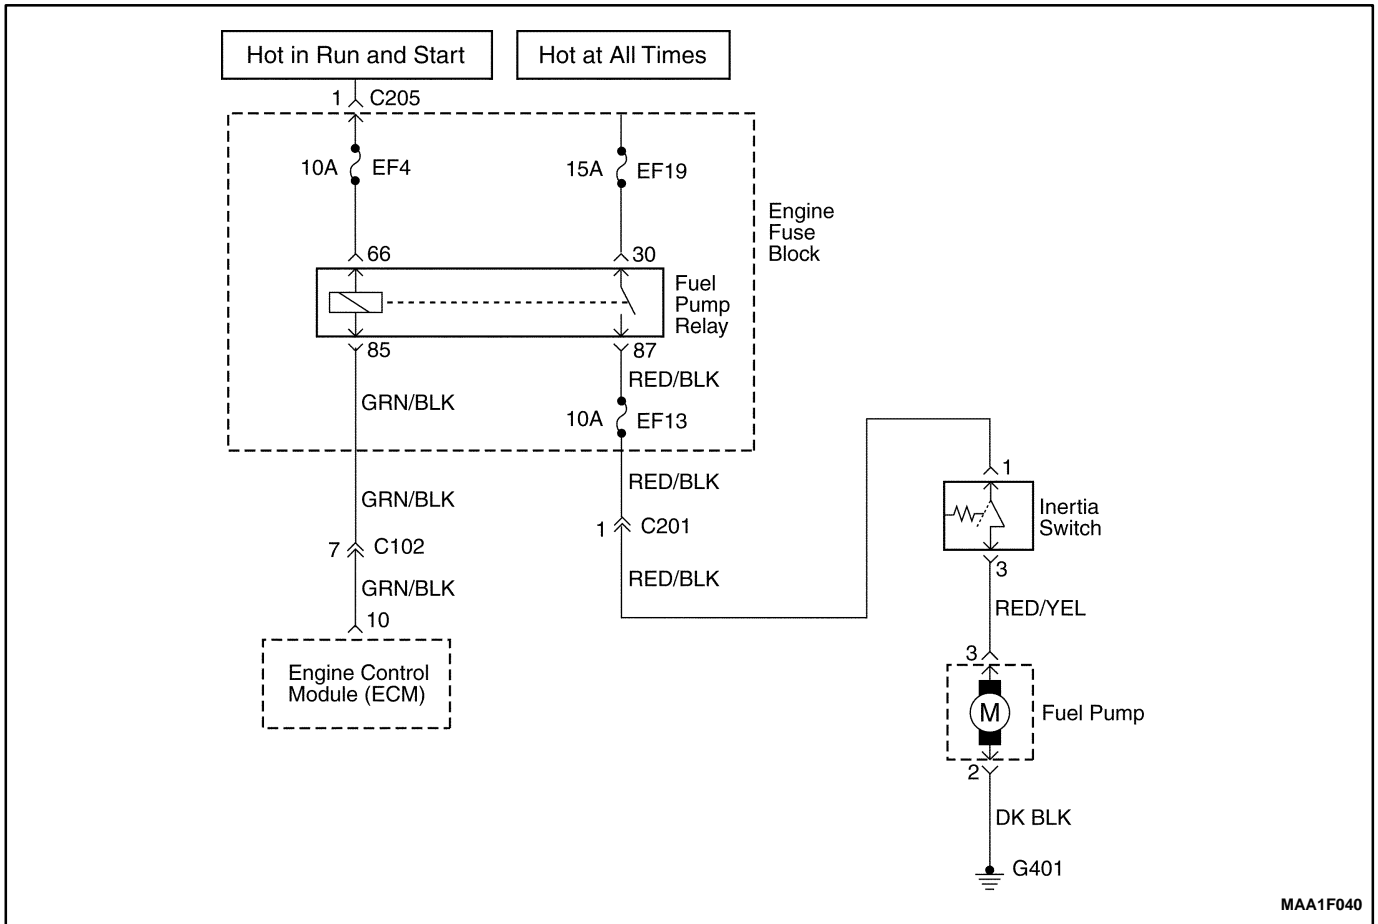 Hot in Run and Start
Hot at All Times
1 C205
10A EF4
15A EF19
Engine
Fuse
Block
66
30
Fuel
Pump
Relay
85
87
RED/BLK
GRN/BLK
10A EF13
RED/BLK
GRN/BLK
1 C201
7 C102
RED/BLK
GRN/BLK
10
Engine Control
Module (ECM)
1
Inertia
Switch
3
RED/YEL
3
M
Fuel Pump
2
DK BLK
G401
MAA1F040